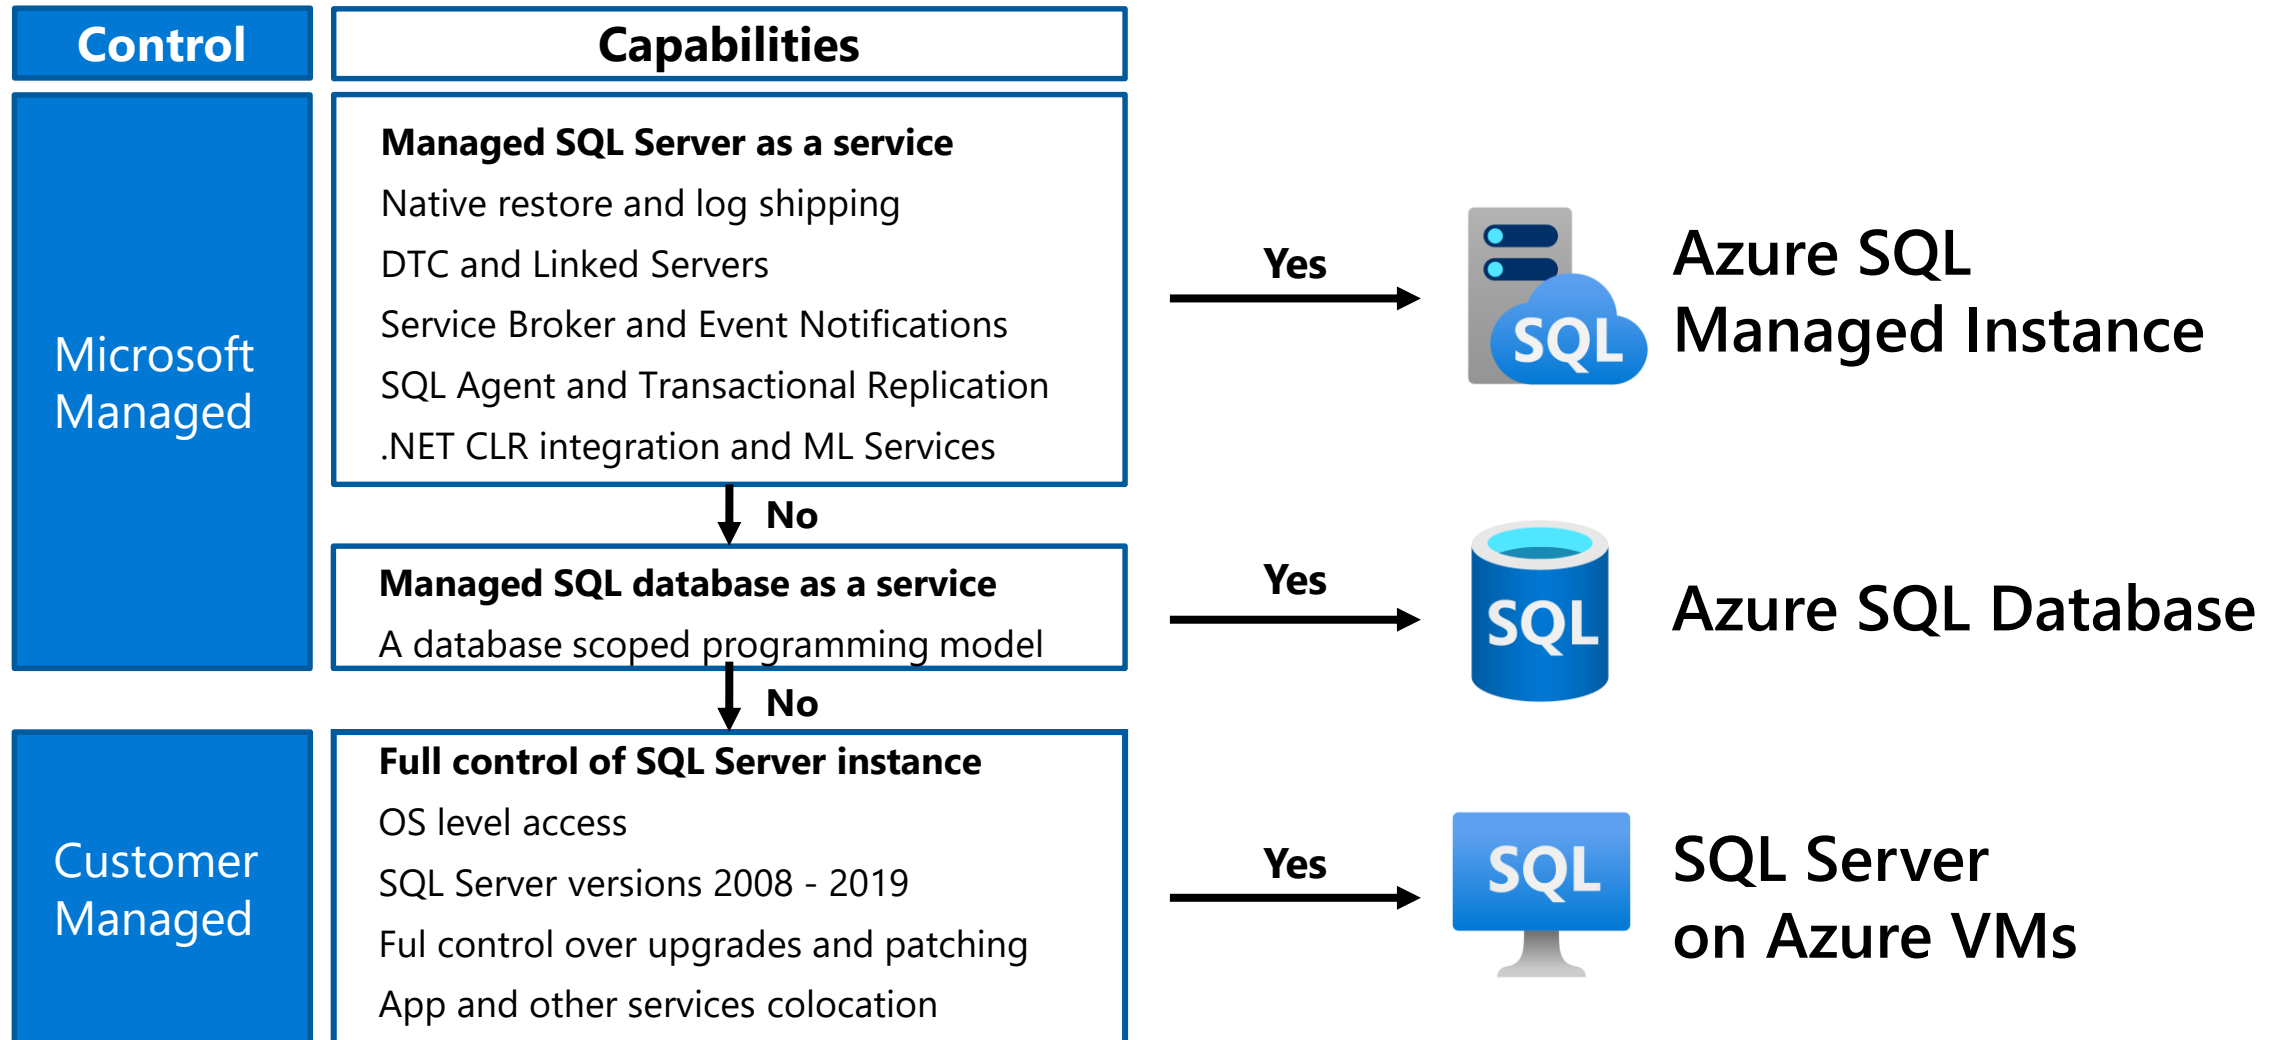 Control
Capabilities
Microsoft
Managed
Managed SQL Server as a service
Native restore and log shipping
DTC and Linked Servers
Service Broker and Event Notifications
SQL Agent and Transactional Replication
.NET CLR integration and ML Services
Yes
SQL
Azure SQL
Managed Instance
No
Managed SQL database as a service
A database scoped programming model
Yes
SQL
Azure SQL Database
No
Customer
Managed
Full control of SQL Server instance
OS level access
SQL Server versions 2008 - 2019
Ful control over upgrades and patching
App and other services colocation
Yes
SQL
SQL Server
on Azure VMs